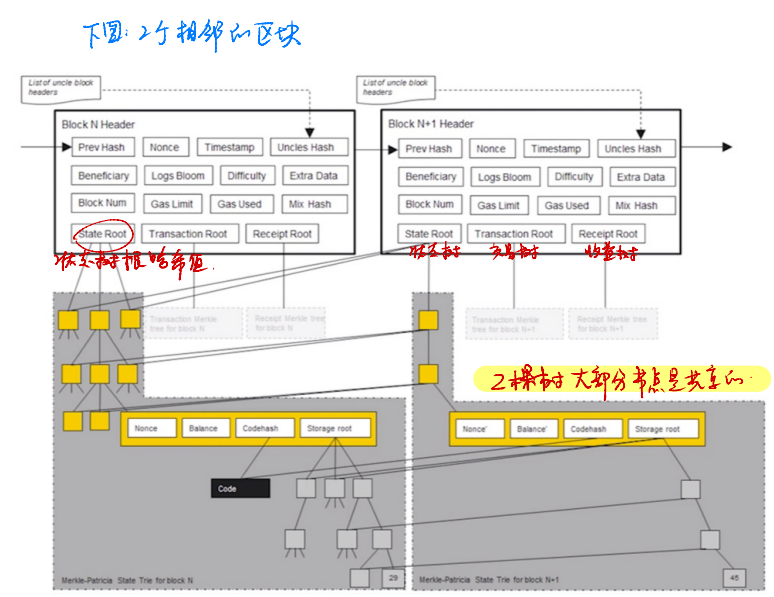 下图:2个相邻的区块
List of uncle block
headers
List of uncle block
headers
Block N Header
Prev Hash
Nonce
Timestamp
Uncles Hash
Beneficiary
Logs Bloom
Difficulty
Extra Data
Block Num
Gas Limit
Gas Used
Mix Hash
State Root
Transaction Root
Receipt Root
状态树根哈希值.
Block N+1 Header
Prev Hash
Nonce
Timestamp
Uncles Hash
Beneficiary
Logs Bloom
Difficulty
Extra Data
Block Num
Gas Limit
Gas Used
Mix Hash
State Root
Transaction Root
Receipt Root
状态树
交易树
收据树
Transaction Merkle
tree for block N
Receipt Merkle tree
for block N
Transaction Merkle
tree for block N+1
Receipt Merkle tree
for block N+1
2棵树大部分节点是共享的.
Nonce
Balance
Codehash
Storage root
Nonce'
Balance'
Codehash
Storage root
Code
29
45
Merkle-Patricia State Trie for block N
Merkle-Patricia State Trie for block N+1